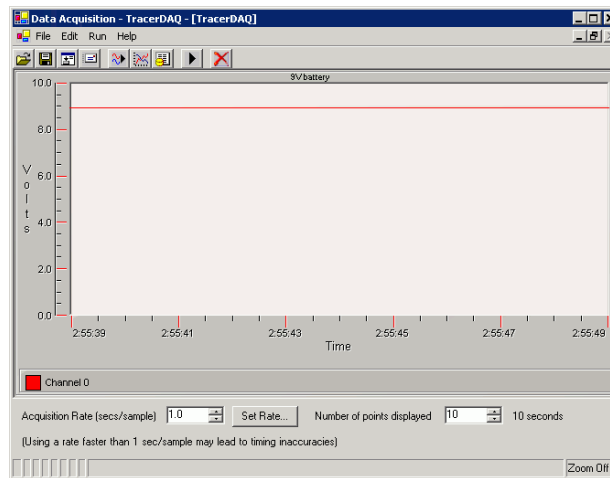 Data Acquisition - TracerDAQ - [TracerDAQ]
File Edit Run Help
9V battery
10.0
8.0
6.0
4.0
2.0
0.0
Volts
2:55:39 2:55:41 2:55:43 2:55:45 2:55:47 2:55:49
Time
Channel 0
Acquisition Rate (secs/sample) 1.0 Set Rate... Number of points displayed 10 10 seconds
(Using a rate faster than 1 sec/sample may lead to timing inaccuracies)
Zoom Off